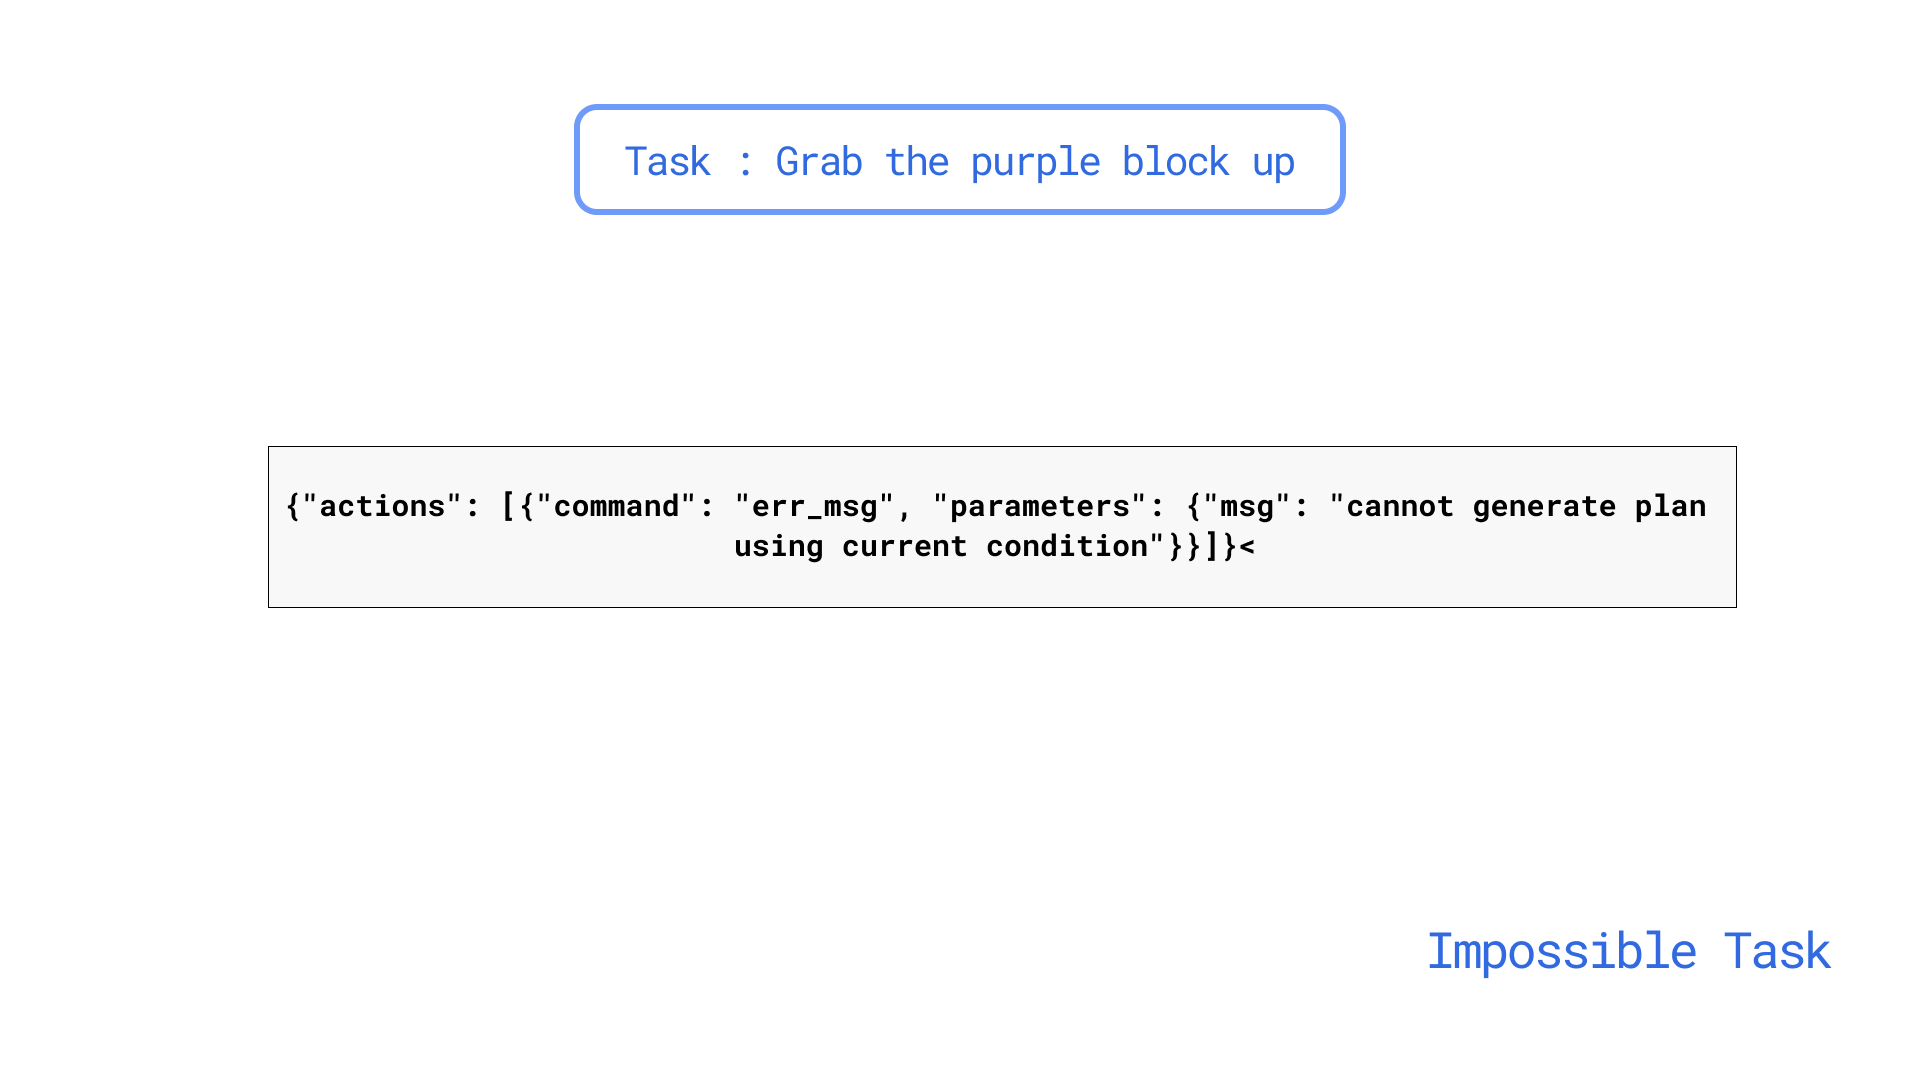 Task : Grab the purple block up
{"actions": [{"command": "err_msg", "parameters": {"msg": "cannot generate plan
using current condition"}}]}<
Impossible Task